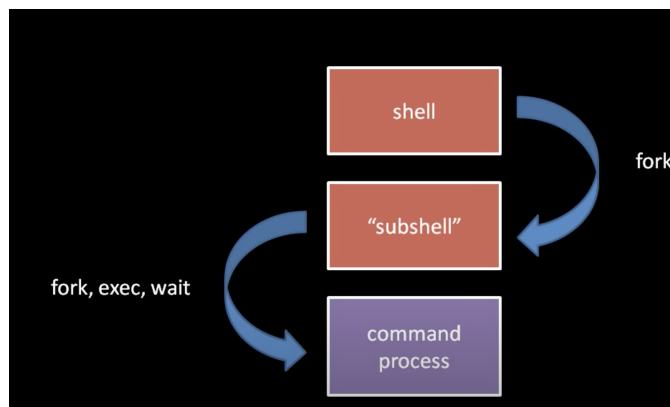 shell
fork
“subshell”
fork, exec, wait
command
process